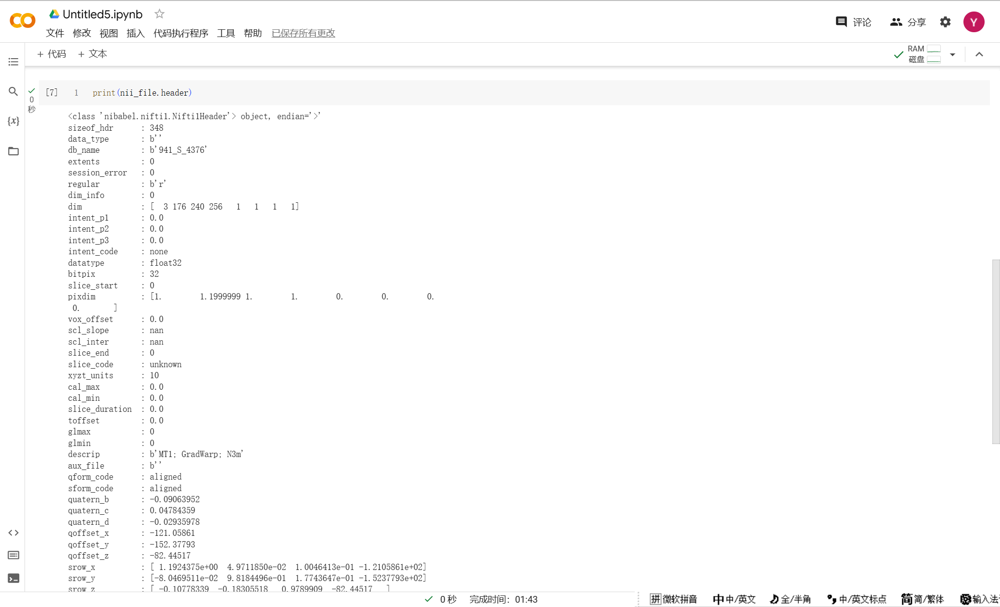 Untitled5.ipynb
评论 分享 Y
文件 修改 视图 插入 代码执行程序 工具 帮助 已保存所有更改
+ 代码 + 文本
RAM
磁盘
[7] 1 print(nii_file.header)
0
秒
{x}
<class 'nibabel.nifti1.Nifti1Header'> object, endian='>'
sizeof_hdr      : 348
data_type       : b''
db_name         : b'941_S_4376'
extents         : 0
session_error   : 0
regular         : b'r'
dim_info        : 0
dim             : [  3 176 240 256   1   1   1   1]
intent_p1       : 0.0
intent_p2       : 0.0
intent_p3       : 0.0
intent_code     : none
datatype        : float32
bitpix          : 32
slice_start     : 0
pixdim          : [1.        1.1999999 1.        1.        0.        0.        0.
 0.       ]
vox_offset      : 0.0
scl_slope       : nan
scl_inter       : nan
slice_end       : 0
slice_code      : unknown
xyzt_units      : 10
cal_max         : 0.0
cal_min         : 0.0
slice_duration  : 0.0
toffset         : 0.0
glmax           : 0
glmin           : 0
descrip         : b'MT1; GradWarp; N3m'
aux_file        : b''
qform_code      : aligned
sform_code      : aligned
quatern_b       : -0.09063952
quatern_c       : 0.04784359
quatern_d       : -0.02935978
qoffset_x       : -121.05861
qoffset_y       : -152.37793
qoffset_z       : -82.44517
srow_x          : [ 1.1924375e+00  4.9711850e-02  1.0046413e-01 -1.2105861e+02]
srow_y          : [-8.0469511e-02  9.8184496e-01  1.7743647e-01 -1.5237793e+02]
srow_z          : [ -0.10778339  -0.18305518   0.9789909  -82.44517   ]
0 秒 完成时间：01:43
拼 微软拼音 中 中/英文 全/半角 中/英文标点 简 简/繁体 输入法